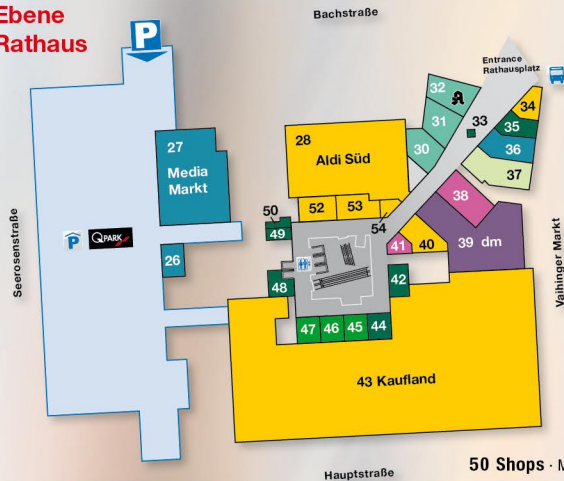 Ebene
Rathaus
P
Bachstraße
Entrance
Rathausplatz
32
31
30
33
34
35
36
37
27
Media
Markt
28
Aldi Süd
38
50
52
53
54
49
41
40
39 dm
P
Q PARK
26
48
42
47
46
45
44
43 Kaufland
Seerosenstraße
Vaihinger Markt
Hauptstraße
50 Shops · M